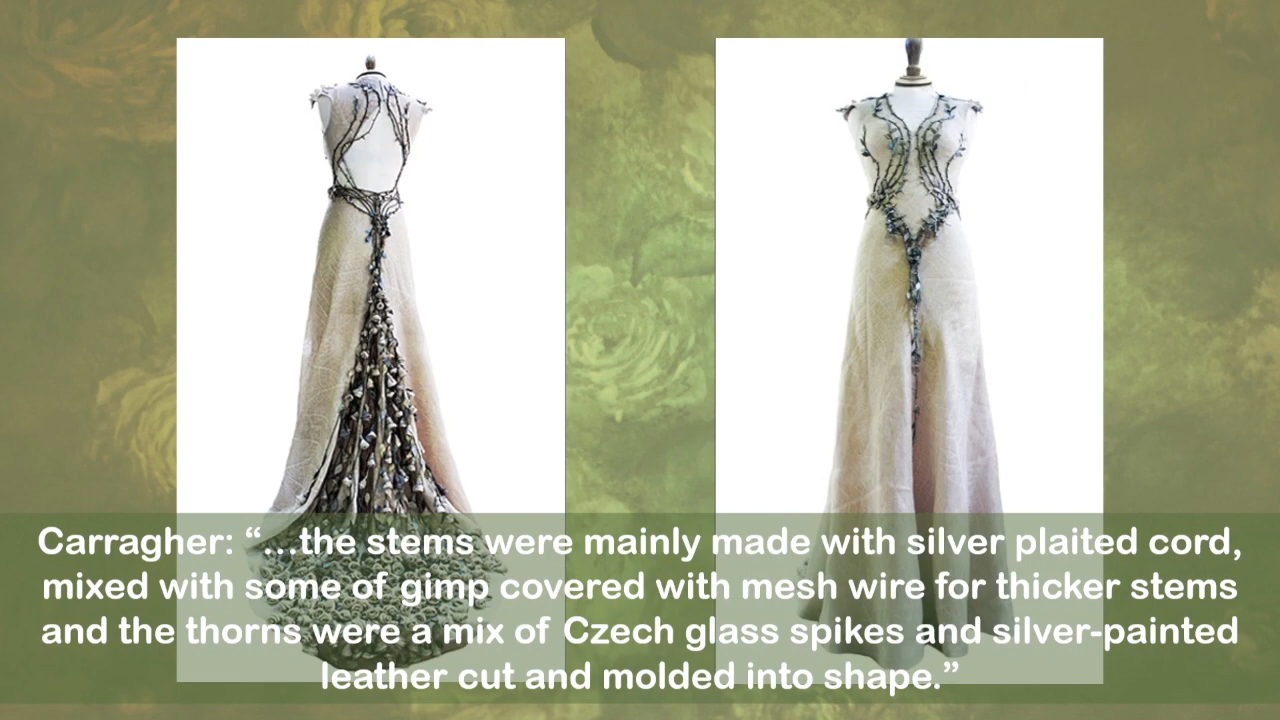 Carragher: “...the stems were mainly made with silver plaited cord,
mixed with some of gimp covered with mesh wire for thicker stems
and the thorns were a mix of Czech glass spikes and silver-painted
leather cut and molded into shape.”